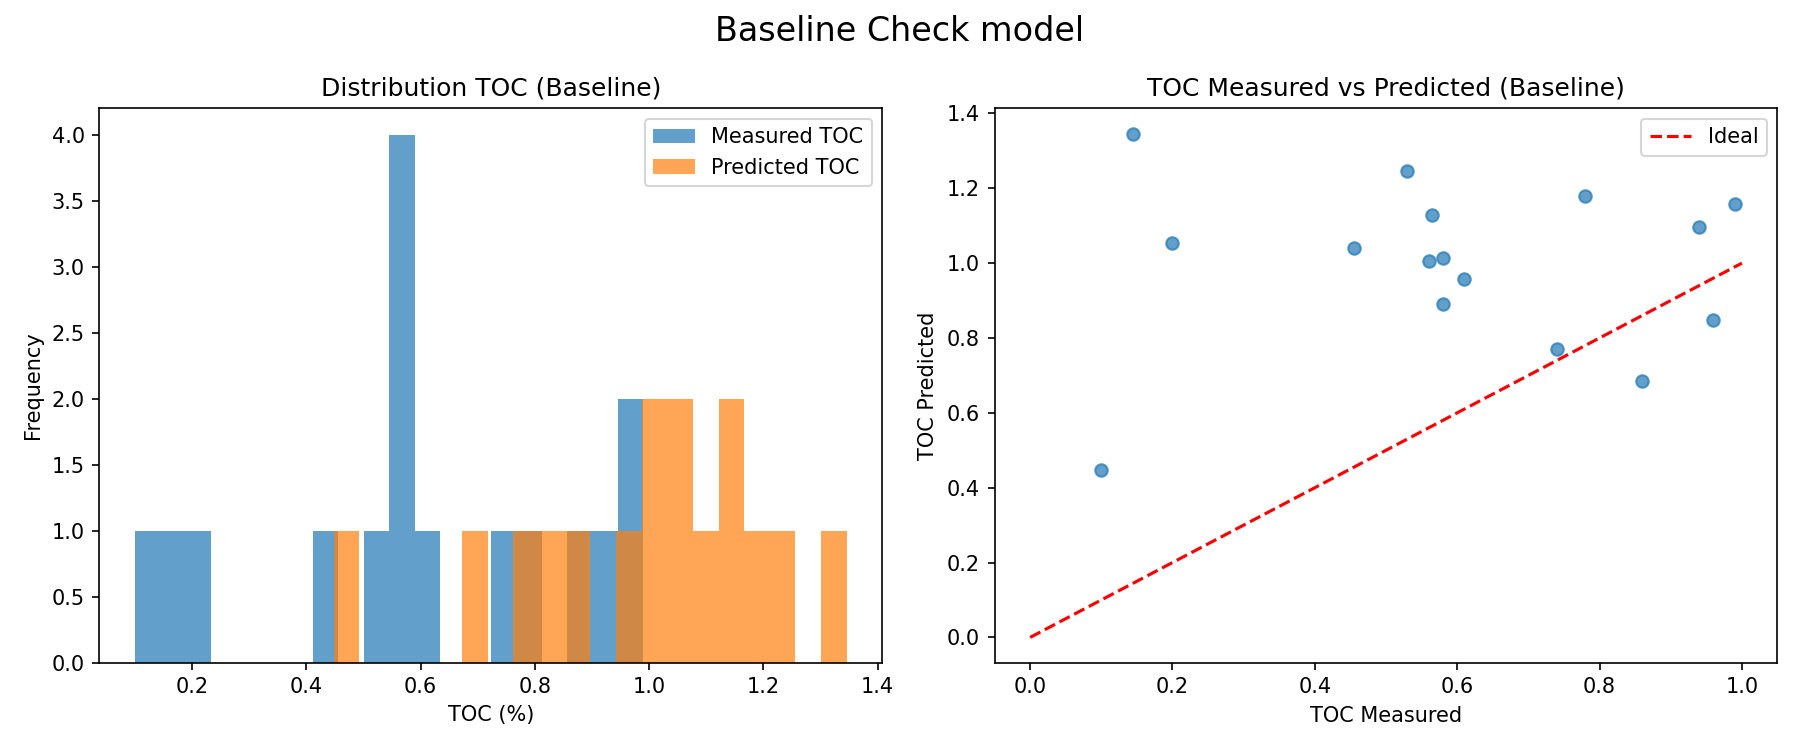 Baseline Check model
Distribution TOC (Baseline)
Frequency
4.0
3.5
3.0
2.5
2.0
1.5
1.0
0.5
0.0
Measured TOC
Predicted TOC
0.2 0.4 0.6 0.8 1.0 1.2 1.4
TOC (%)
TOC Measured vs Predicted (Baseline)
TOC Predicted
1.4
1.2
1.0
0.8
0.6
0.4
0.2
0.0
Ideal
0.0 0.2 0.4 0.6 0.8 1.0
TOC Measured